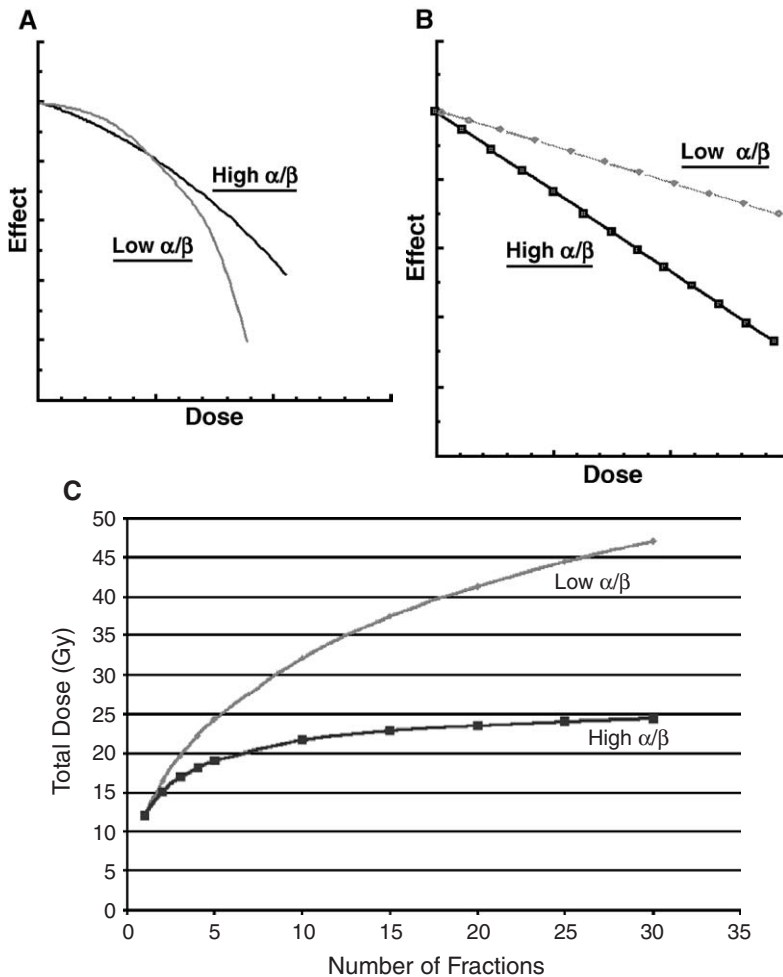 A
Effect
High α/β
Low α/β
Dose
B
Effect
Low α/β
High α/β
Dose
C
Total Dose (Gy)
50
45
40
35
30
25
20
15
10
5
0
Low α/β
High α/β
0 5 10 15 20 25 30 35
Number of Fractions